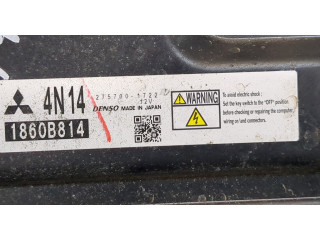 4N14
275700-1722
12V
DENSO MADE IN JAPAN
1860B814
WARNING
To avoid electric shock ;
Set the key switch to the "OFF" position
before checking or repairing the computer,
wiring or/and connectors.